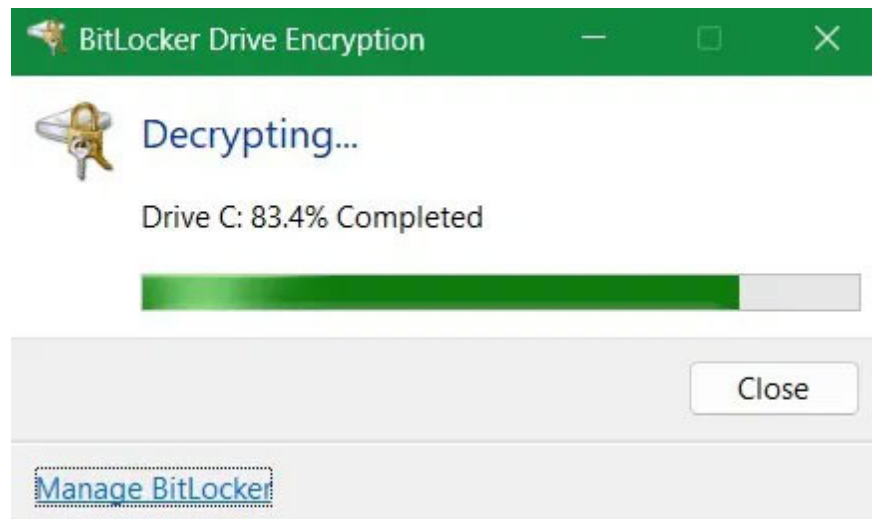 BitLocker Drive Encryption
Decrypting...
Drive C: 83.4% Completed
Close
Manage BitLocker